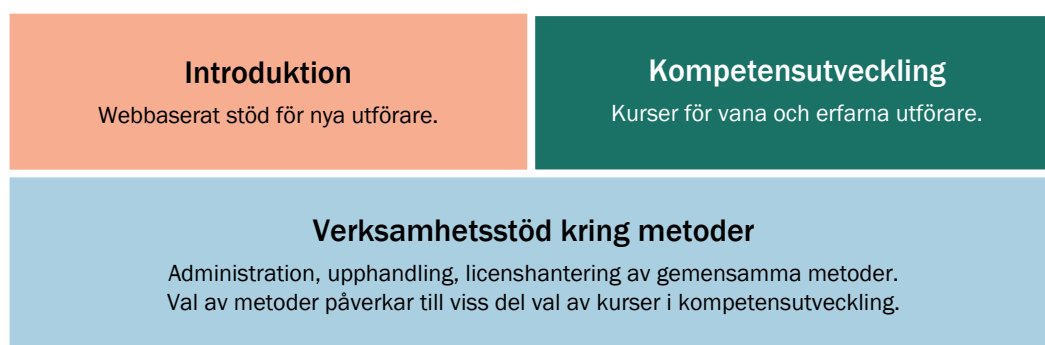 Introduktion
Webbaserat stöd för nya utförare.
Kompetensutveckling
Kurser för vana och erfarna utförare.
Verksamhetsstöd kring metoder
Administration, upphandling, licenshantering av gemensamma metoder.
Val av metoder påverkar till viss del val av kurser i kompetensutveckling.